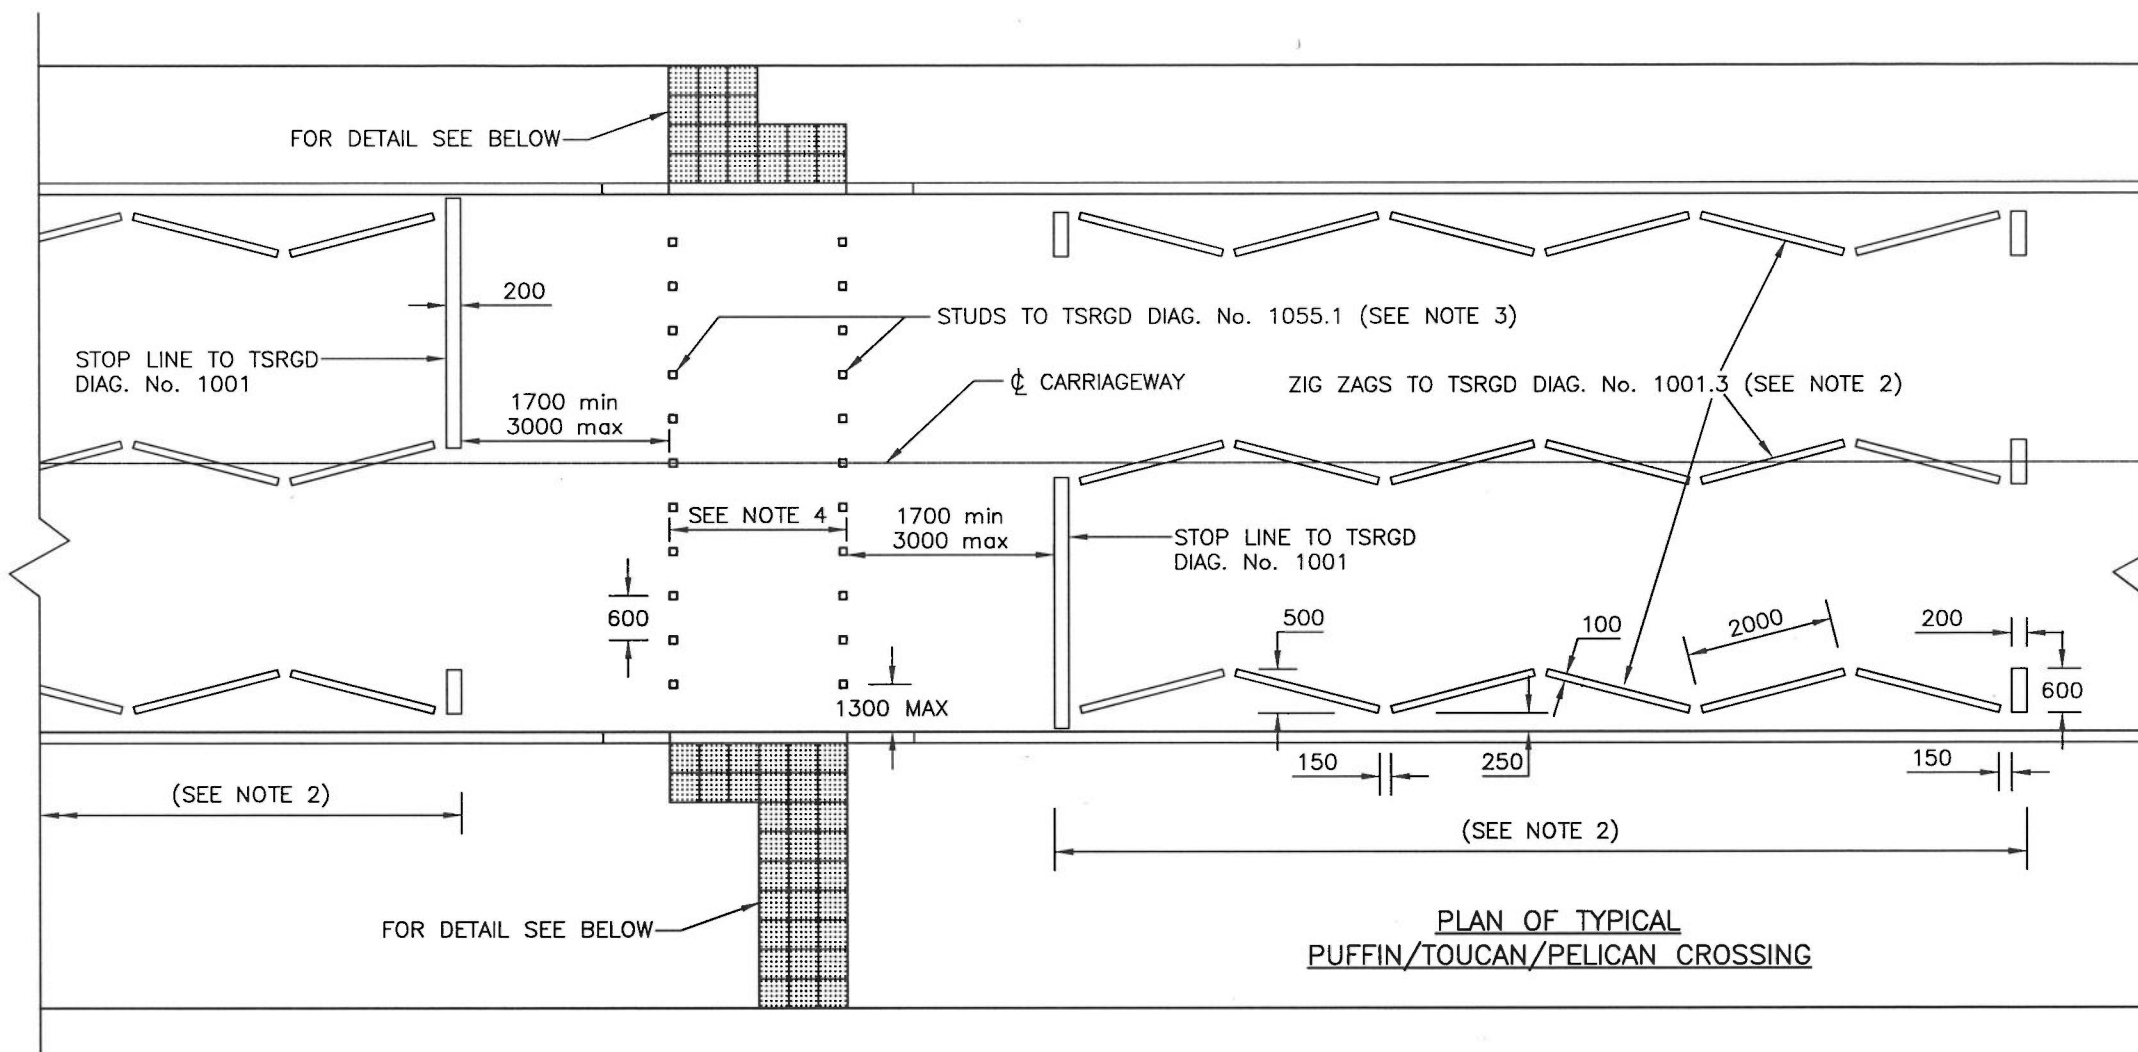 FOR DETAIL SEE BELOW
200
STUDS TO TSRGD DIAG. No. 1055.1 (SEE NOTE 3)
STOP LINE TO TSRGD
DIAG. No. 1001
℄ CARRIAGEWAY
ZIG ZAGS TO TSRGD DIAG. No. 1001.3 (SEE NOTE 2)
1700 min
3000 max
SEE NOTE 4
1700 min
3000 max
STOP LINE TO TSRGD
DIAG. No. 1001
600
500
100
2000
200
600
1300 MAX
150
250
150
(SEE NOTE 2)
(SEE NOTE 2)
FOR DETAIL SEE BELOW
PLAN OF TYPICAL
PUFFIN/TOUCAN/PELICAN CROSSING